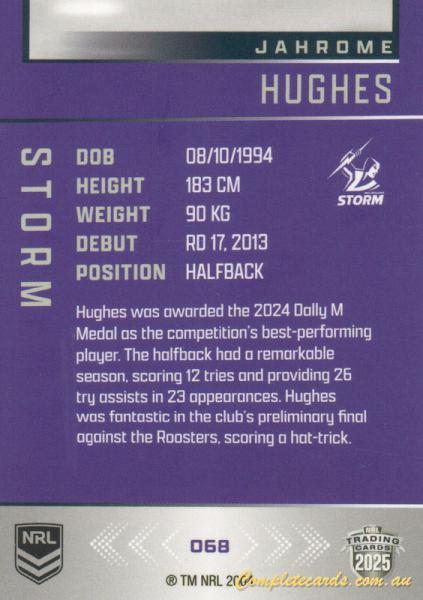 JAHROME
HUGHES
STORM
DOB 08/10/1994
HEIGHT 183 CM
WEIGHT 90 KG
DEBUT RD 17, 2013
POSITION HALFBACK
STORM
Hughes was awarded the 2024 Dally M
Medal as the competition's best-performing
player. The halfback had a remarkable
season, scoring 12 tries and providing 26
try assists in 23 appearances. Hughes
was fantastic in the club's preliminary final
against the Roosters, scoring a hat-trick.
NRL
068
NRL
TRADING
CARDS
2025
® TM NRL
Completecards.com.au